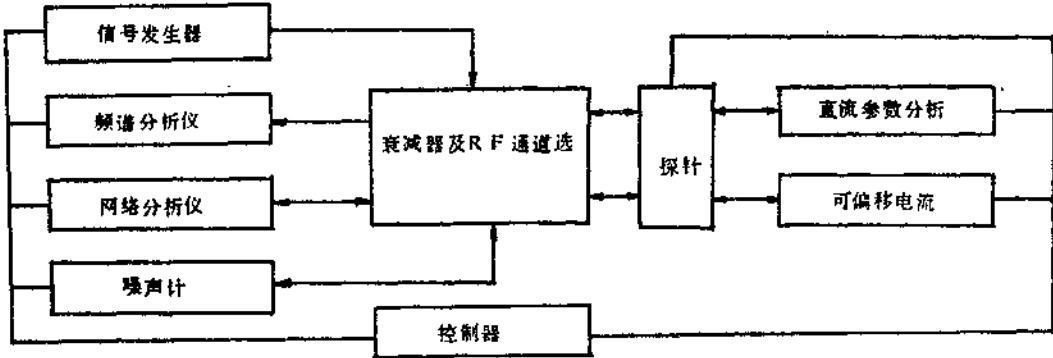 信号发生器
频谱分析仪
衰减器及RF通道选
直流参数分析
探针
网络分析仪
可偏移电流
噪声计
控制器